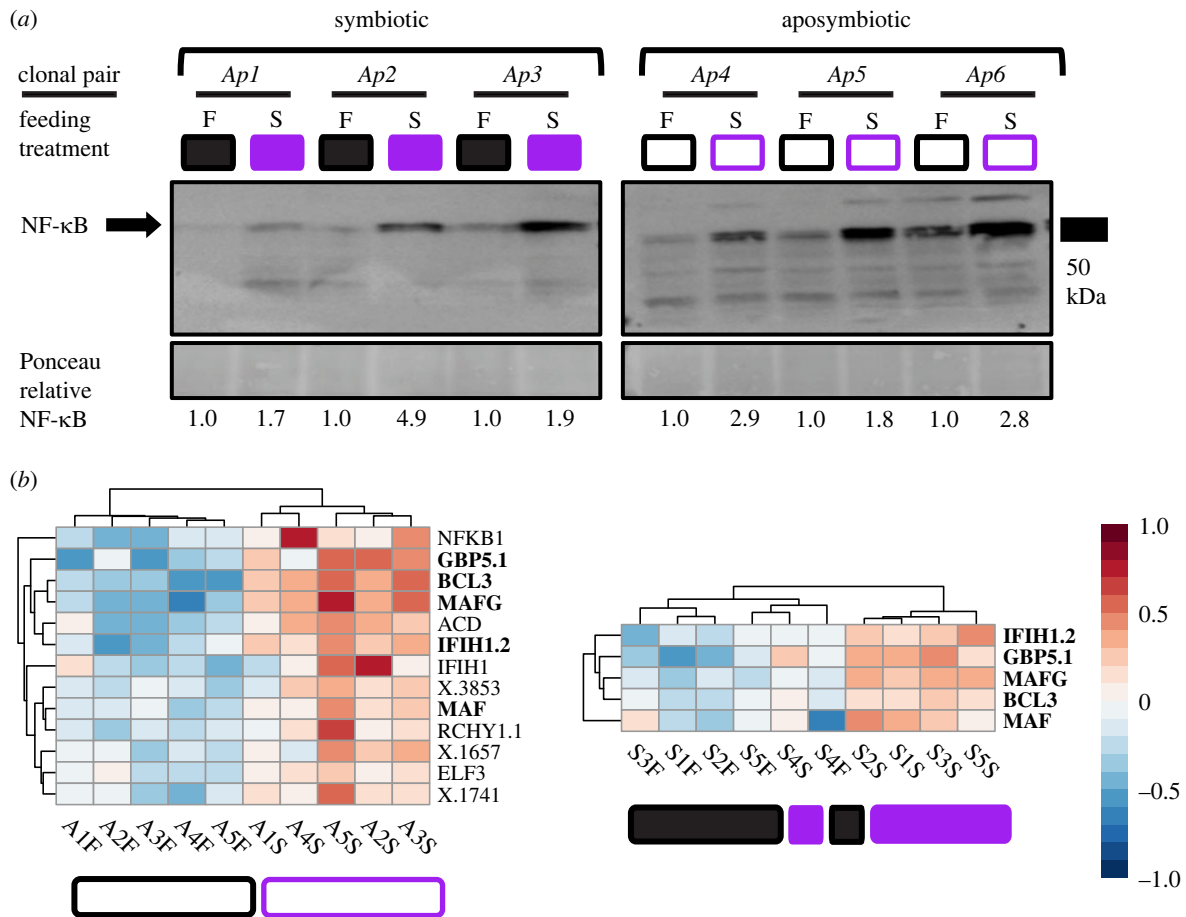 (a)
symbiotic
aposymbiotic
clonal pair
Ap1 Ap2 Ap3 Ap4 Ap5 Ap6
feeding
treatment
F S F S F S F S F S F S
NF-κB
50
kDa
Ponceau
relative
NF-κB
1.0 1.7 1.0 4.9 1.0 1.9 1.0 2.9 1.0 1.8 1.0 2.8
(b)
NFKB1
GBP5.1
BCL3
MAFG
ACD
IFIH1.2
IFIH1
X.3853
MAF
RCHY1.1
X.1657
ELF3
X.1741
A1F A2F A3F A4F A5F A1S A4S A5S A2S A3S
IFIH1.2
GBP5.1
MAFG
BCL3
MAF
S3F S1F S2F S5F S4S S4F S2S S1S S3S S5S
1.0
0.5
0
–0.5
–1.0